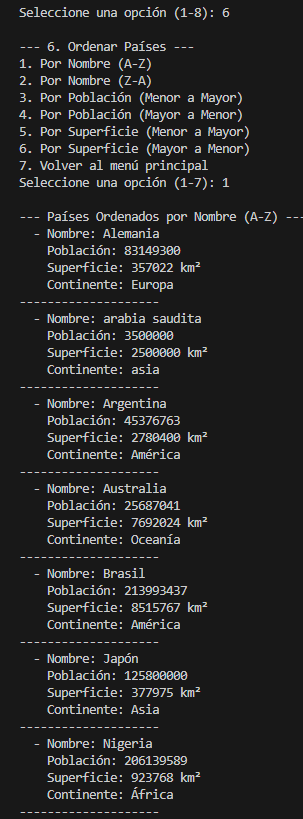 Seleccione una opción (1-8): 6
--- 6. Ordenar Países ---
1. Por Nombre (A-Z)
2. Por Nombre (Z-A)
3. Por Población (Menor a Mayor)
4. Por Población (Mayor a Menor)
5. Por Superficie (Menor a Mayor)
6. Por Superficie (Mayor a Menor)
7. Volver al menú principal
Seleccione una opción (1-7): 1
--- Países Ordenados por Nombre (A-Z) ---
- Nombre: Alemania
Población: 83149300
Superficie: 357022 km²
Continente: Europa
--------------------
- Nombre: arabia saudita
Población: 3500000
Superficie: 2500000 km²
Continente: asia
--------------------
- Nombre: Argentina
Población: 45376763
Superficie: 2780400 km²
Continente: América
--------------------
- Nombre: Australia
Población: 25687041
Superficie: 7692024 km²
Continente: Oceanía
--------------------
- Nombre: Brasil
Población: 213993437
Superficie: 8515767 km²
Continente: América
--------------------
- Nombre: Japón
Población: 125800000
Superficie: 377975 km²
Continente: Asia
--------------------
- Nombre: Nigeria
Población: 206139589
Superficie: 923768 km²
Continente: África
--------------------